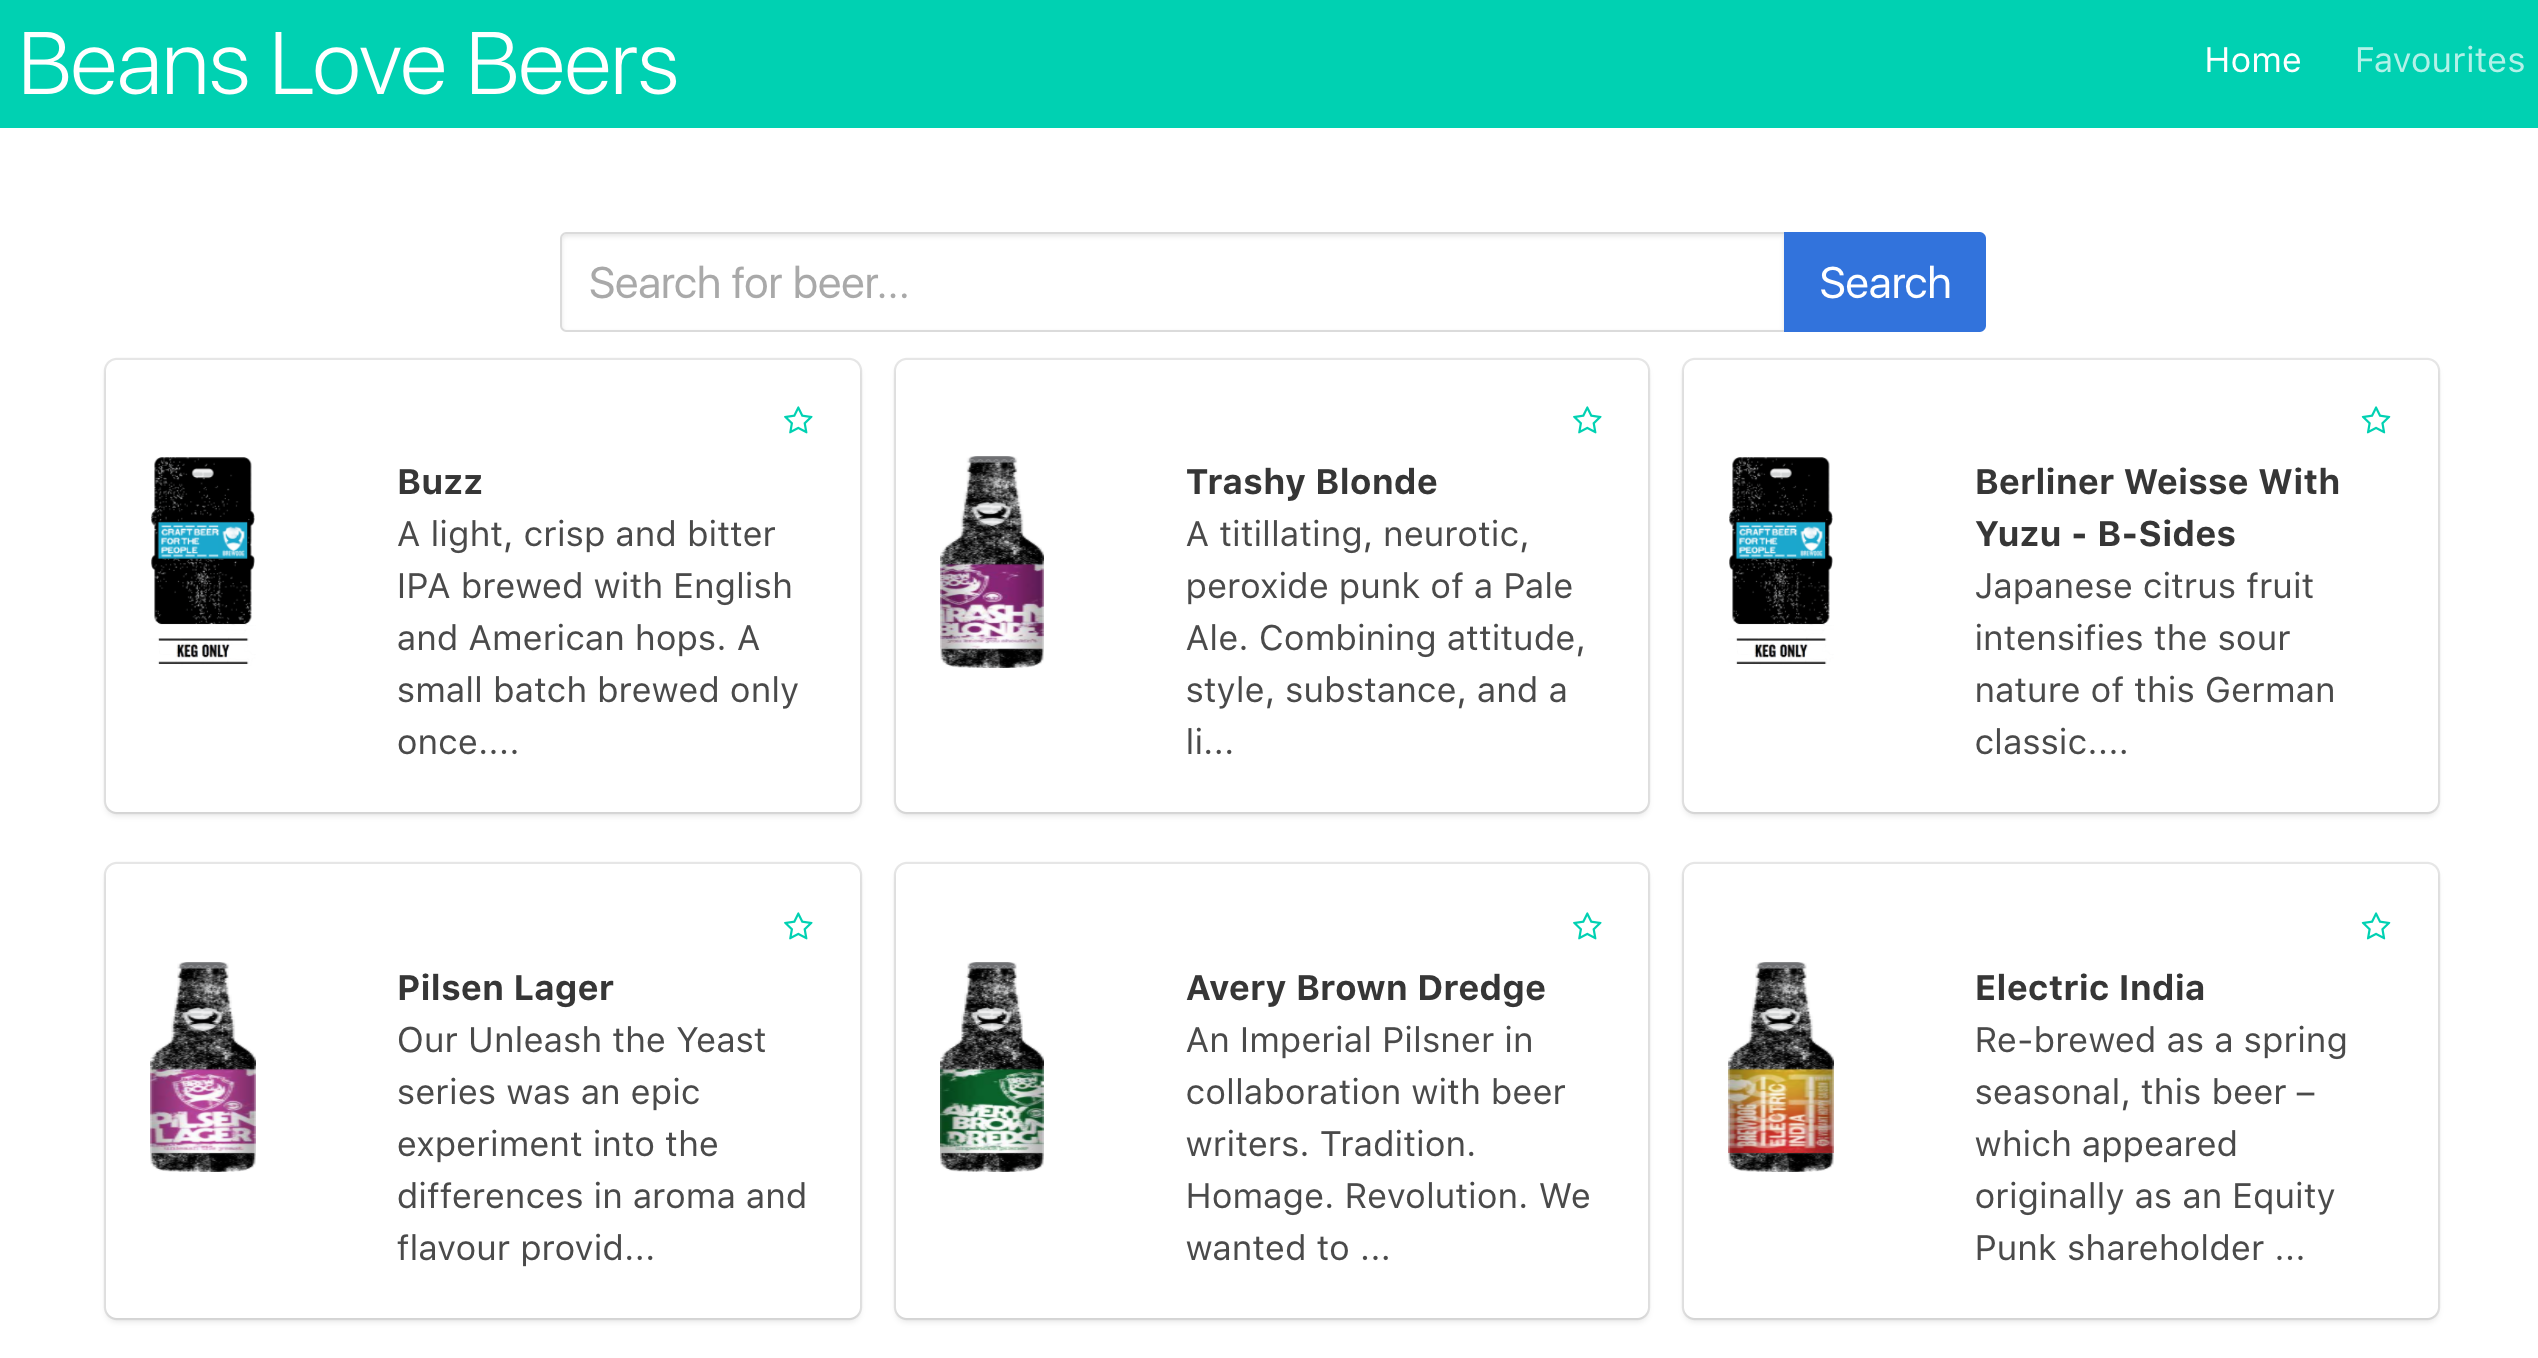 Beans Love Beers
Home
Favourites
Search for beer...
Search
CRAFT BEER
FOR THE
PEOPLE
BREWDOG
KEG ONLY
Buzz
A light, crisp and bitter
IPA brewed with English
and American hops. A
small batch brewed only
once....
TRASHY
BLONDE
Trashy Blonde
A titillating, neurotic,
peroxide punk of a Pale
Ale. Combining attitude,
style, substance, and a
li...
CRAFT BEER
FOR THE
PEOPLE
BREWDOG
KEG ONLY
Berliner Weisse With
Yuzu - B-Sides
Japanese citrus fruit
intensifies the sour
nature of this German
classic....
BREW
DOG
PILSEN
LAGER
Pilsen Lager
Our Unleash the Yeast
series was an epic
experiment into the
differences in aroma and
flavour provid...
AVERY
BROWN
DREDGE
Avery Brown Dredge
An Imperial Pilsner in
collaboration with beer
writers. Tradition.
Homage. Revolution. We
wanted to ...
BREWDOG
ELECTRIC
INDIA
Electric India
Re-brewed as a spring
seasonal, this beer –
which appeared
originally as an Equity
Punk shareholder ...